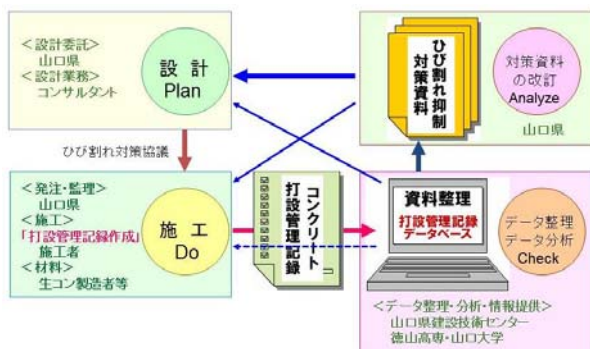 ＜設計委託＞
山口県
＜設計業務＞
コンサルタント
設計
Plan
ひび割れ抑制
対策資料
対策資料
の改訂
Analyze
山口県
ひび割れ対策協議
＜発注・監理＞
山口県
＜施工＞
「打設管理記録作成」
施工者
＜材料＞
生コン製造者等
施工
Do
コンクリート
打設管理記録
資料整理
打設管理記録
データベース
データ整理
データ分析
Check
＜データ整理・分析・情報提供＞
山口県建設技術センター
徳山高専・山口大学